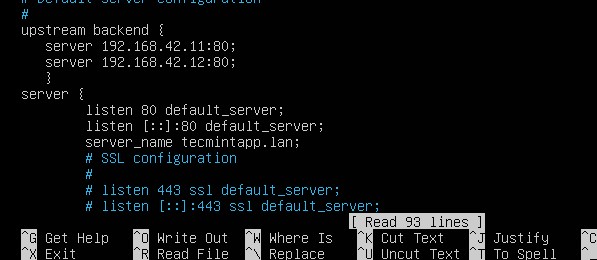 # Default server configuration
#
upstream backend {
server 192.168.42.11:80;
server 192.168.42.12:80;
}
server {
listen 80 default_server;
listen [::]:80 default_server;
server_name tecmintapp.lan;
# SSL configuration
#
# listen 443 ssl default_server;
# listen [::]:443 ssl default_server;
[ Read 93 lines ]
^G Get Help ^O Write Out ^W Where Is ^K Cut Text ^J Justify ^C
^X Exit ^R Read File ^\ Replace ^U Uncut Text ^T To Spell ^_